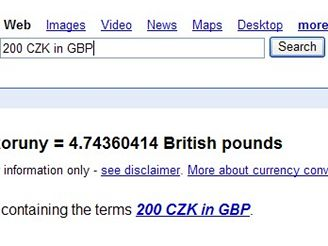 Web Images Video News Maps Desktop more
200 CZK in GBP Search
oruny = 4.74360414 British pounds
information only - see disclaimer. More about currency conv
containing the terms 200 CZK in GBP.